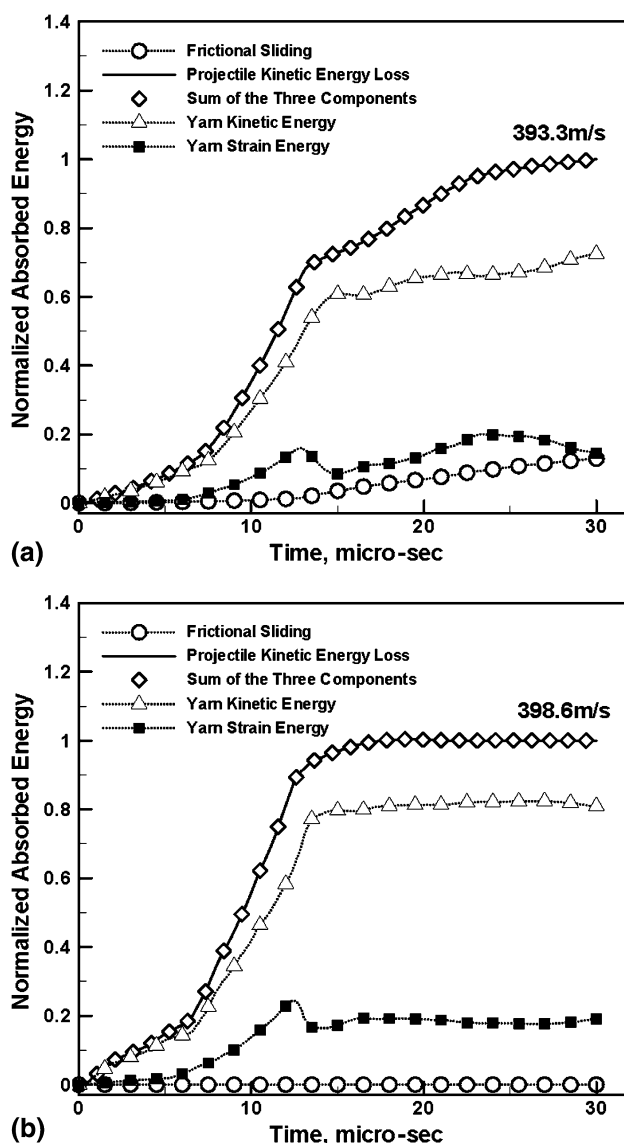 1.4
1.2
1
0.8
0.6
0.4
0.2
0
Normalized Absorbed Energy
Frictional Sliding
Projectile Kinetic Energy Loss
Sum of the Three Components
Yarn Kinetic Energy
Yarn Strain Energy
393.3m/s
0 10 20 30
Time, micro-sec
(a)
1.4
1.2
1
0.8
0.6
0.4
0.2
0
Normalized Absorbed Energy
Frictional Sliding
Projectile Kinetic Energy Loss
Sum of the Three Components
Yarn Kinetic Energy
Yarn Strain Energy
398.6m/s
0 10 20 30
Time, micro-sec
(b)